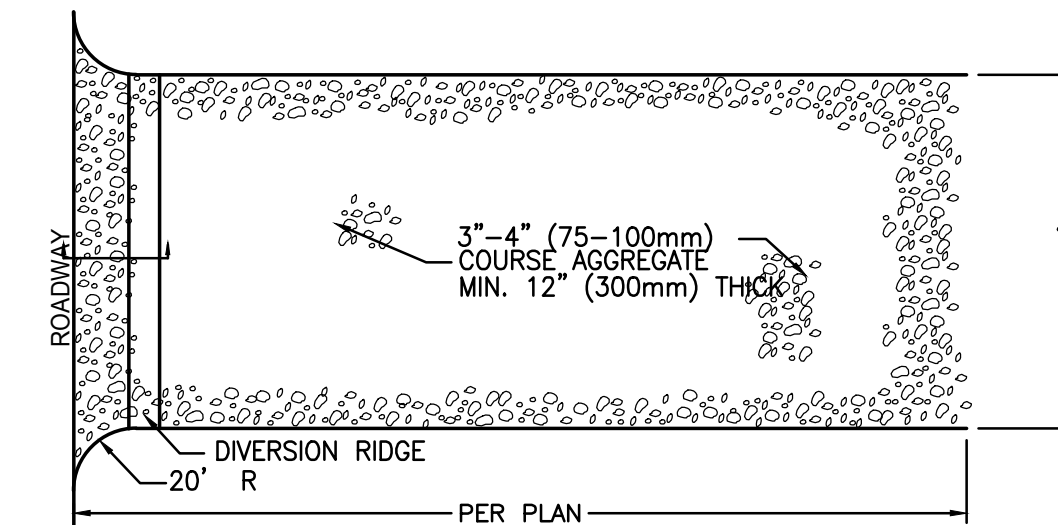 3"-4" (75-100mm)
COURSE AGGREGATE
MIN. 12" (300mm) THICK
ROADWAY
DIVERSION RIDGE
20' R
PER PLAN